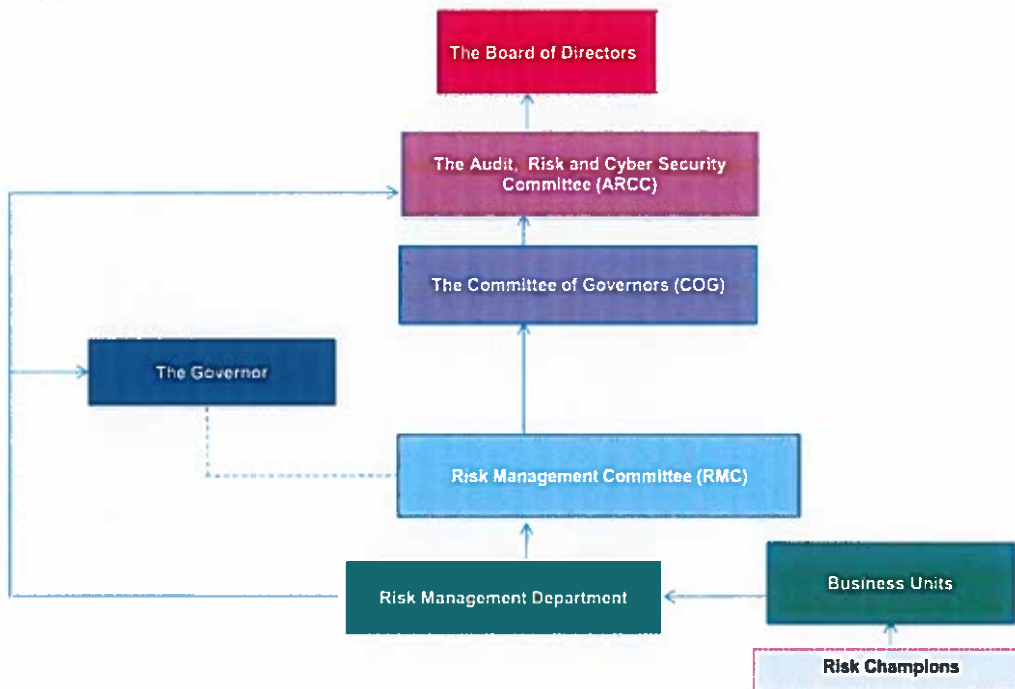 The Board of Directors
The Audit, Risk and Cyber Security
Committee (ARCC)
The Committee of Governors (COG)
The Governor
Risk Management Committee (RMC)
Business Units
Risk Management Department
Risk Champions